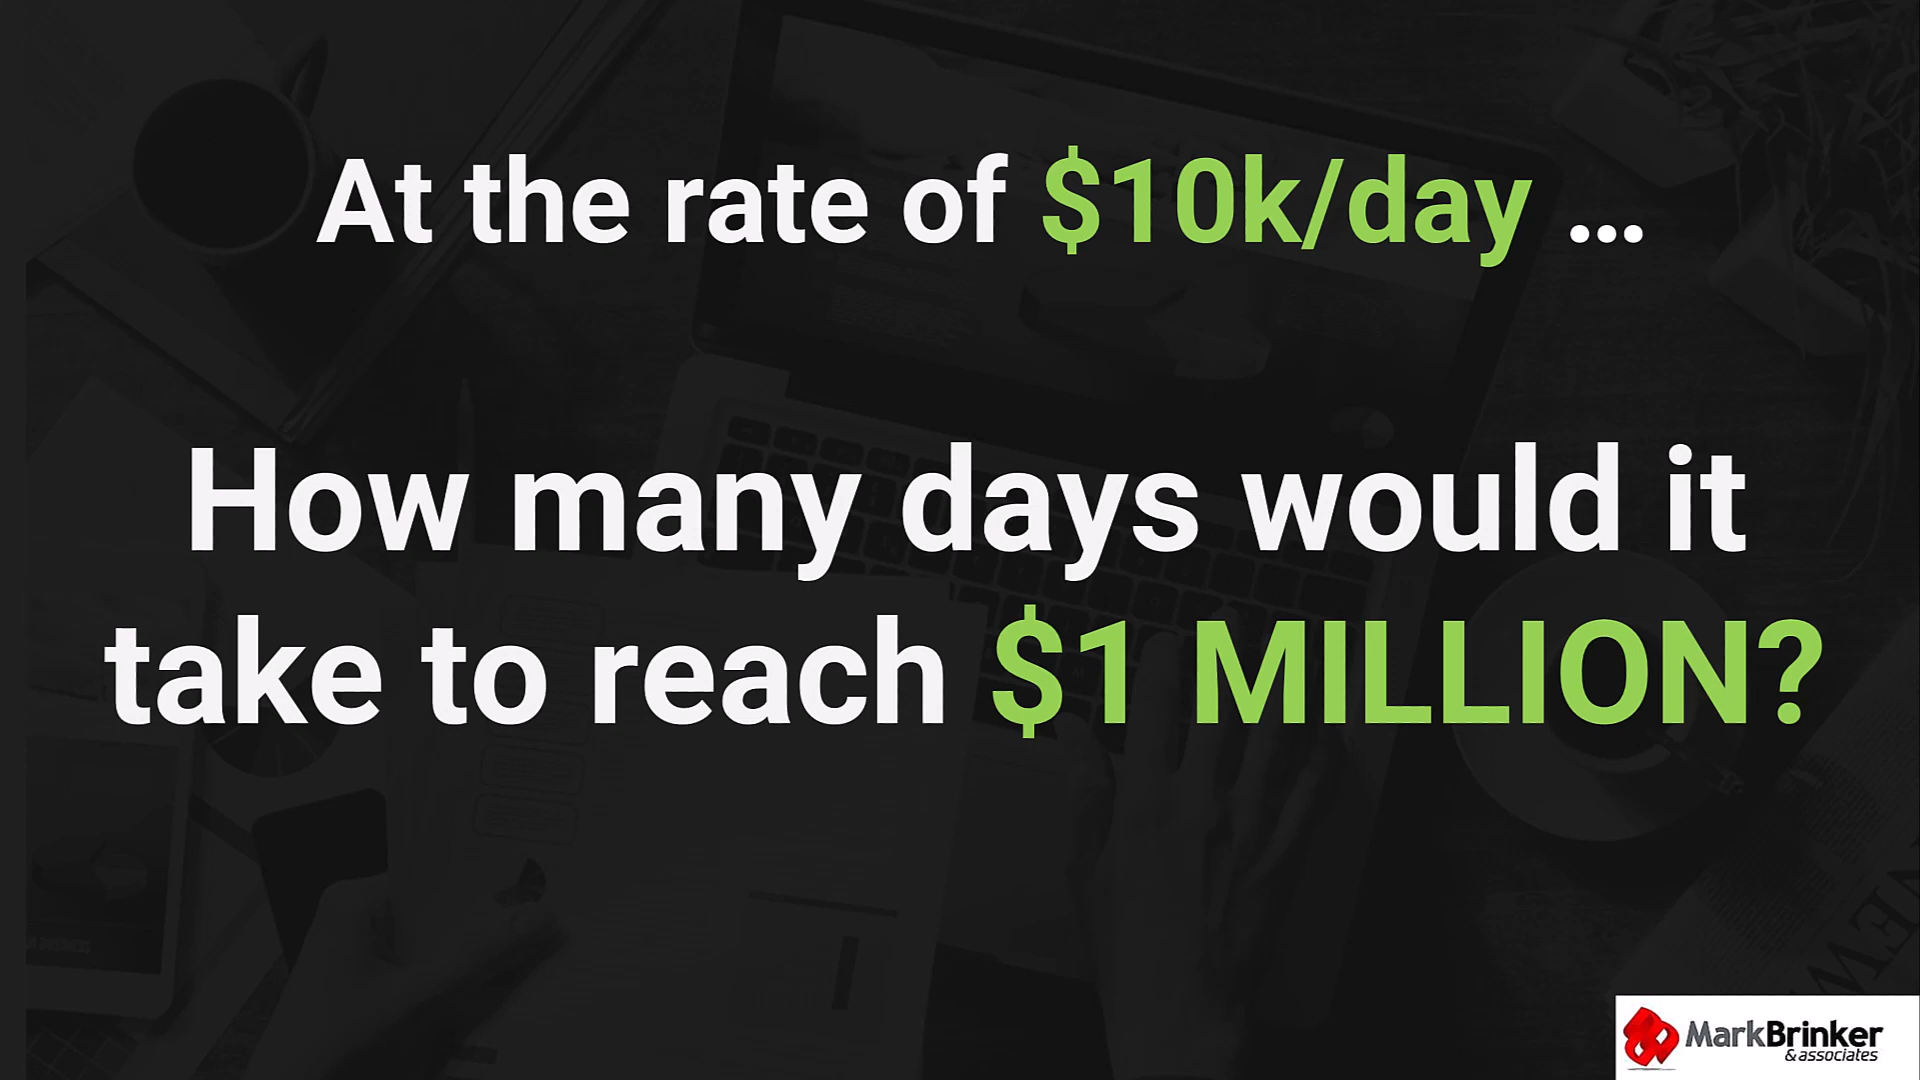 At the rate of $10k/day ...
How many days would it
take to reach $1 MILLION?
MarkBrinker
& associates